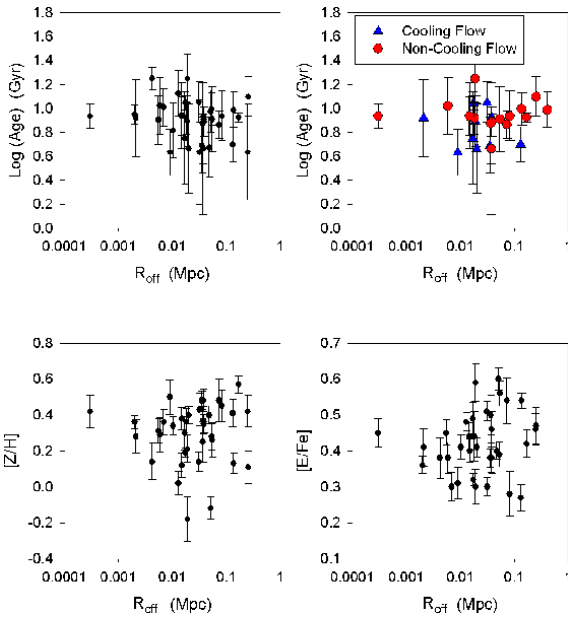 1.8
1.6
1.4
1.2
1.0
0.8
0.6
0.4
0.2
0.0
Log (Age) (Gyr)
0.0001 0.001 0.01 0.1 1
Roff (Mpc)
1.8
1.6
1.4
1.2
1.0
0.8
0.6
0.4
0.2
0.0
Log (Age) (Gyr)
Cooling Flow
Non-Cooling Flow
0.0001 0.001 0.01 0.1 1
Roff (Mpc)
0.8
0.6
0.4
0.2
0.0
-0.2
-0.4
[Z/H]
0.0001 0.001 0.01 0.1 1
Roff (Mpc)
0.7
0.6
0.5
0.4
0.3
0.2
0.1
[E/Fe]
0.0001 0.001 0.01 0.1 1
Roff (Mpc)